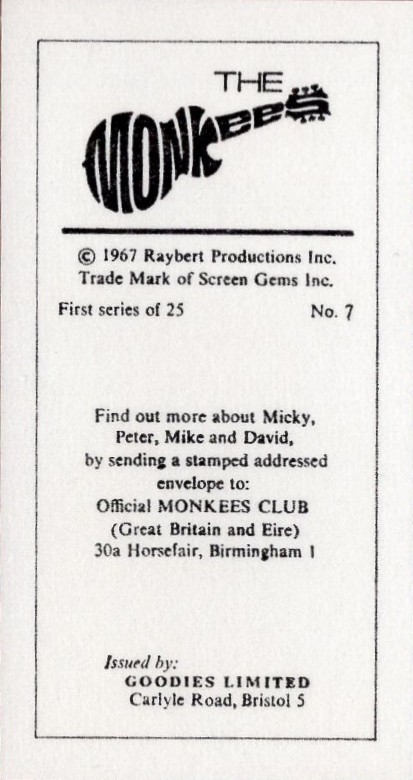 THE
MONKEES
© 1967 Raybert Productions Inc.
Trade Mark of Screen Gems Inc.
First series of 25 No. 7
Find out more about Micky,
Peter, Mike and David,
by sending a stamped addressed
envelope to:
Official MONKEES CLUB
(Great Britain and Eire)
30a Horsefair, Birmingham 1
Issued by:
GOODIES LIMITED
Carlyle Road, Bristol 5